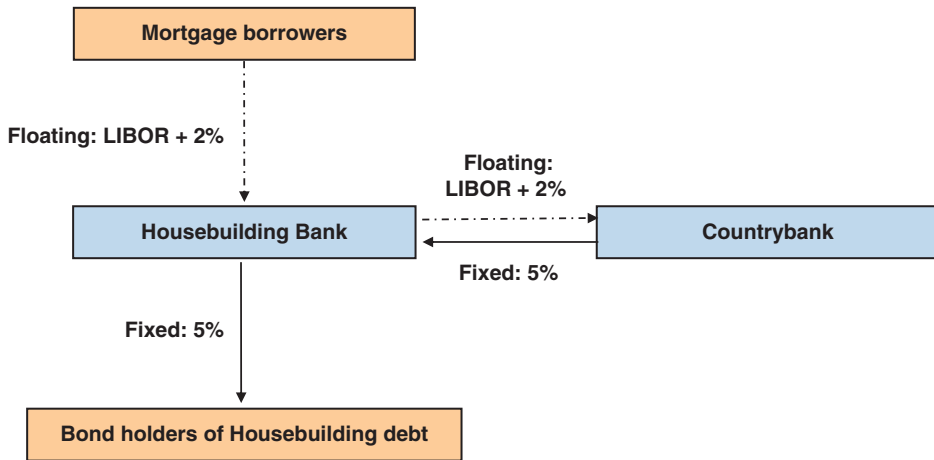 Mortgage borrowers
Floating: LIBOR + 2%
Floating:
LIBOR + 2%
Housebuilding Bank
Countrybank
Fixed: 5%
Fixed: 5%
Bond holders of Housebuilding debt